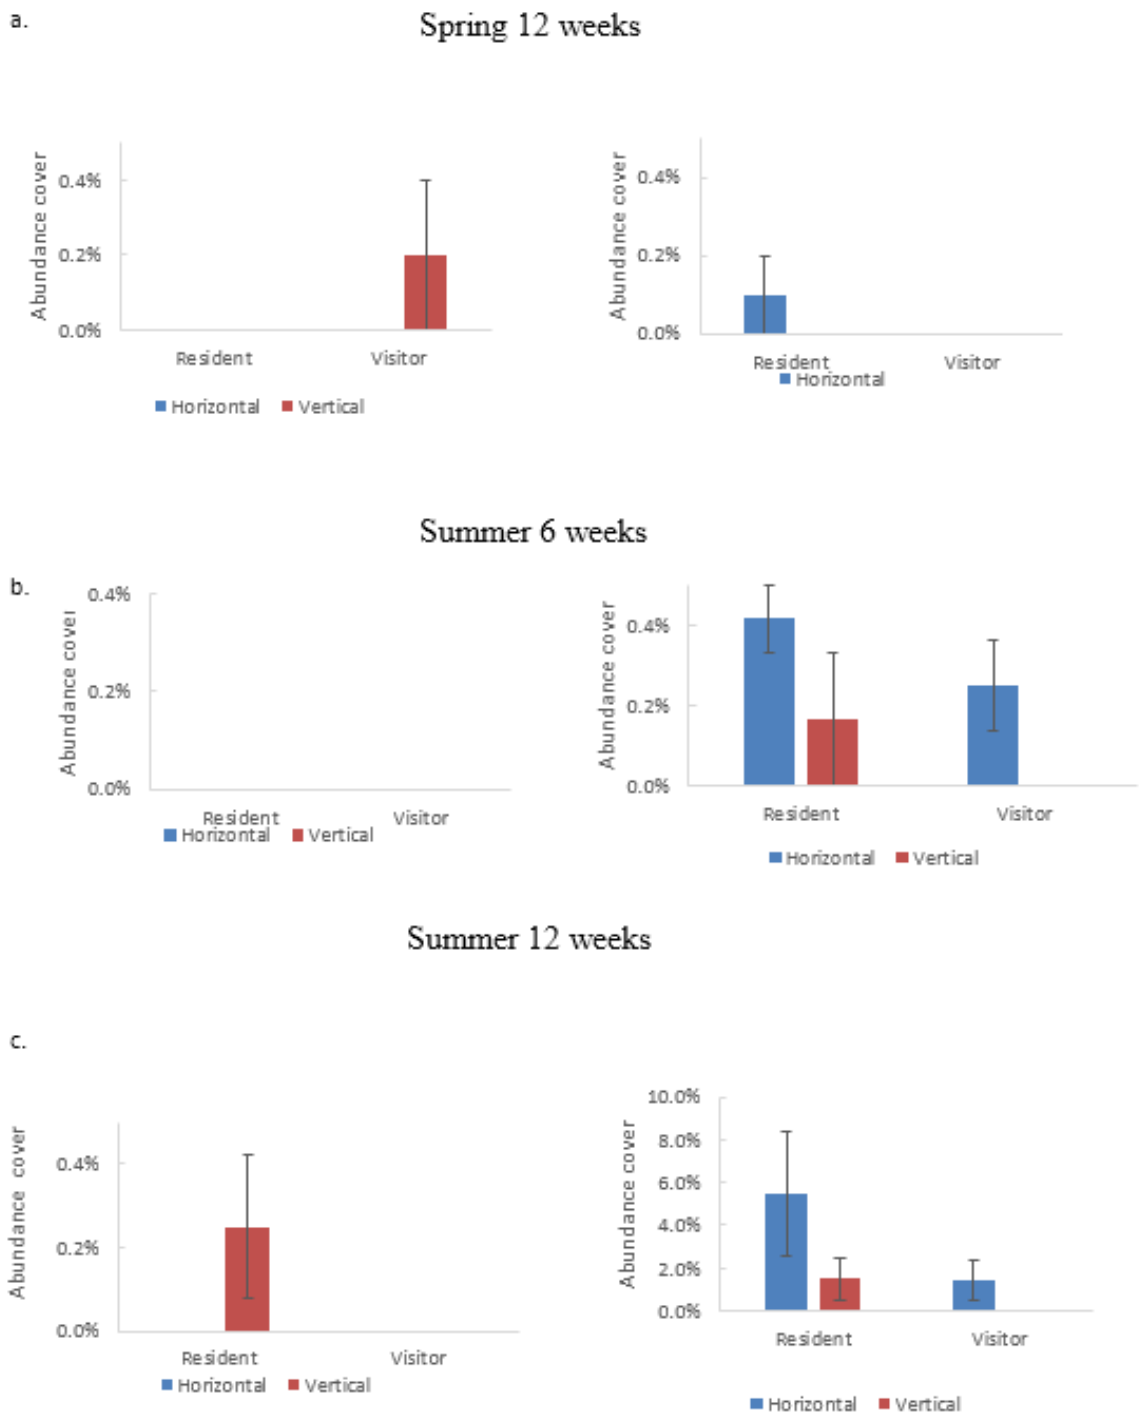 a.
Spring 12 weeks
Abundance cover
0.4%
0.2%
0.0%
Resident Visitor
Horizontal Vertical
Abundance cover
0.4%
0.2%
0.0%
Resident Visitor
Horizontal
Summer 6 weeks
b.
Abundance cover
0.4%
0.2%
0.0%
Resident Visitor
Horizontal Vertical
Abundance cover
0.4%
0.2%
0.0%
Resident Visitor
Horizontal Vertical
Summer 12 weeks
c.
Abundance cover
0.4%
0.2%
0.0%
Resident Visitor
Horizontal Vertical
Abundance cover
10.0%
8.0%
6.0%
4.0%
2.0%
0.0%
Resident Visitor
Horizontal Vertical